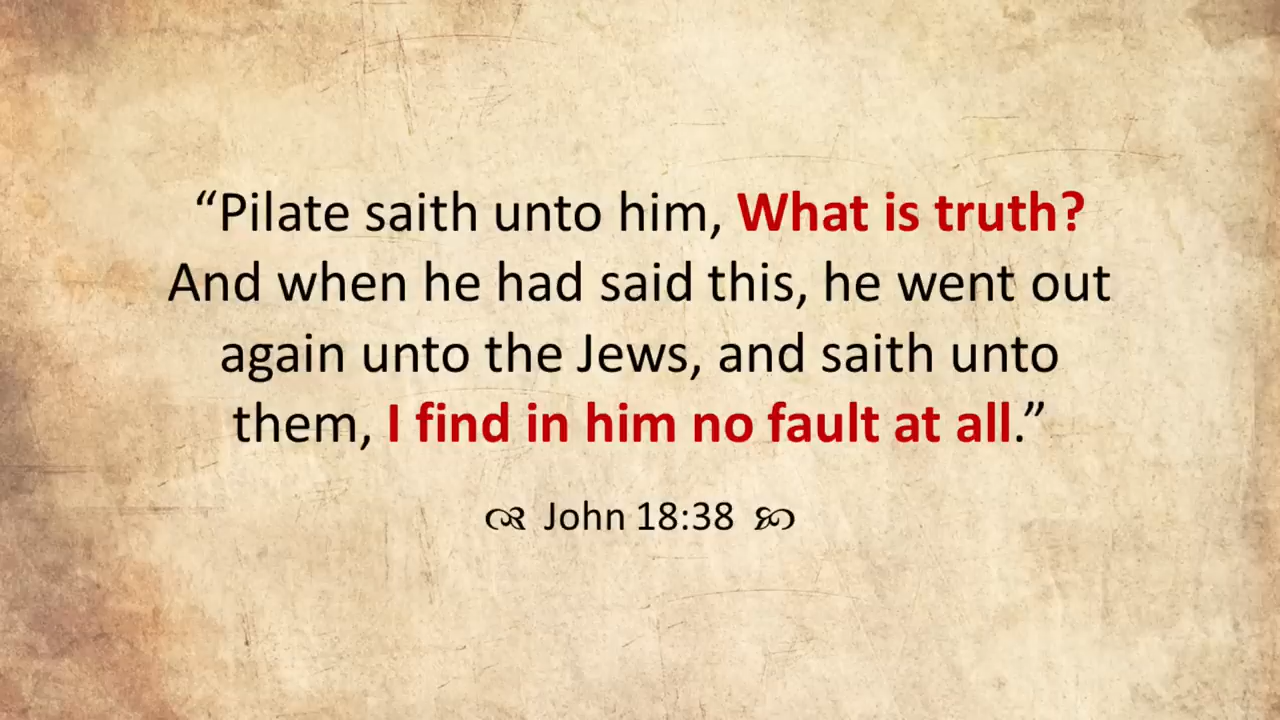 “Pilate saith unto him, What is truth?
And when he had said this, he went out
again unto the Jews, and saith unto
them, I find in him no fault at all.”
John 18:38